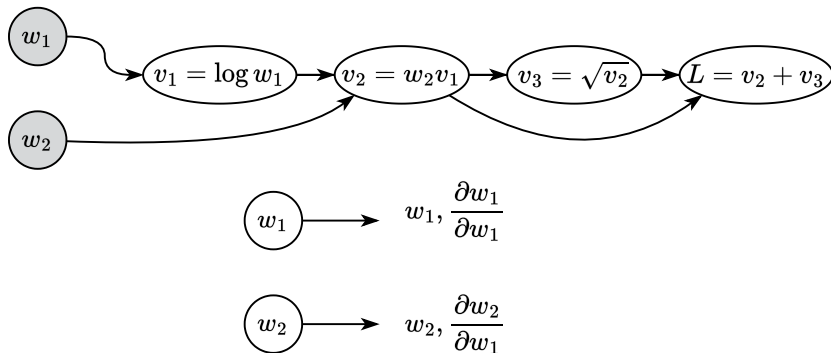 w₁
v₁ = log w₁
v₂ = w₂v₁
v₃ = √v₂
L = v₂ + v₃
w₂
w₁
w₁, ∂w₁/∂w₁
w₂
w₂, ∂w₂/∂w₁